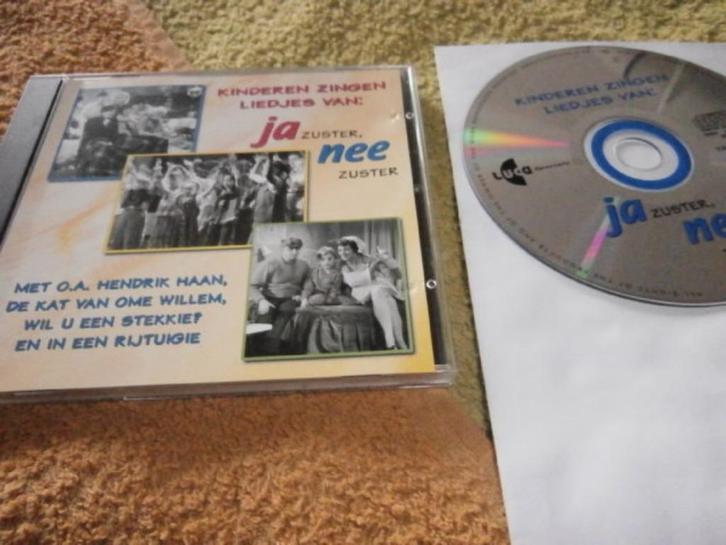 KINDEREN ZINGEN
LIEDJES VAN:
ja ZUSTER,
nee
ZUSTER
MET O.A. HENDRIK HAAN,
DE KAT VAN OME WILLEM,
WIL U EEN STEKKIE?
EN IN EEN RIJTUIGIE
KINDEREN ZINGEN
LIEDJES VAN:
Luca
ja ZUSTER,